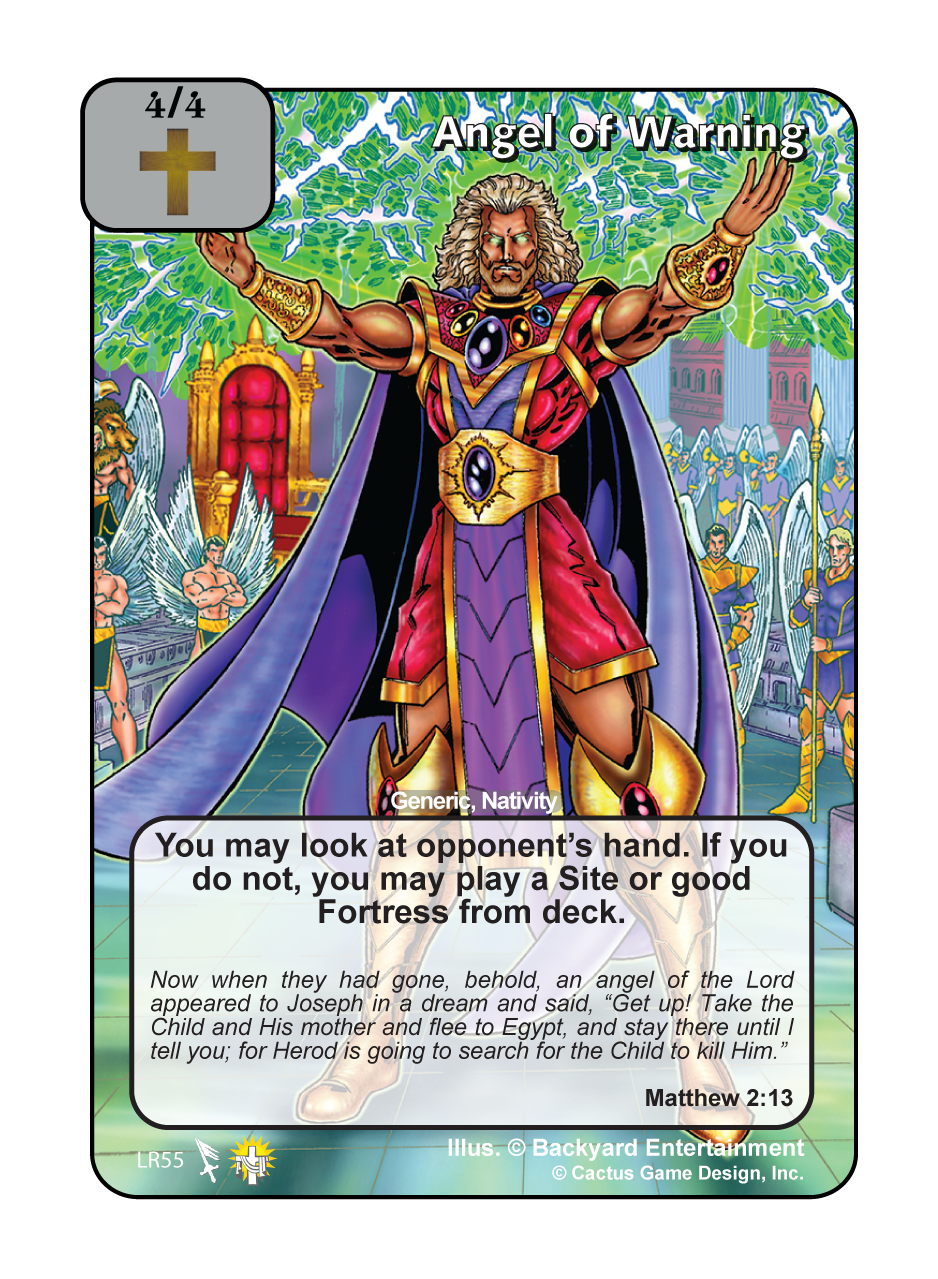 4/4
Angel of Warning
Generic, Nativity
You may look at opponent’s hand. If you
do not, you may play a Site or good
Fortress from deck.
Now when they had gone, behold, an angel of the Lord
appeared to Joseph in a dream and said, “Get up! Take the
Child and His mother and flee to Egypt, and stay there until I
tell you; for Herod is going to search for the Child to kill Him.”
Matthew 2:13
LR55
Illus. © Backyard Entertainment
© Cactus Game Design, Inc.